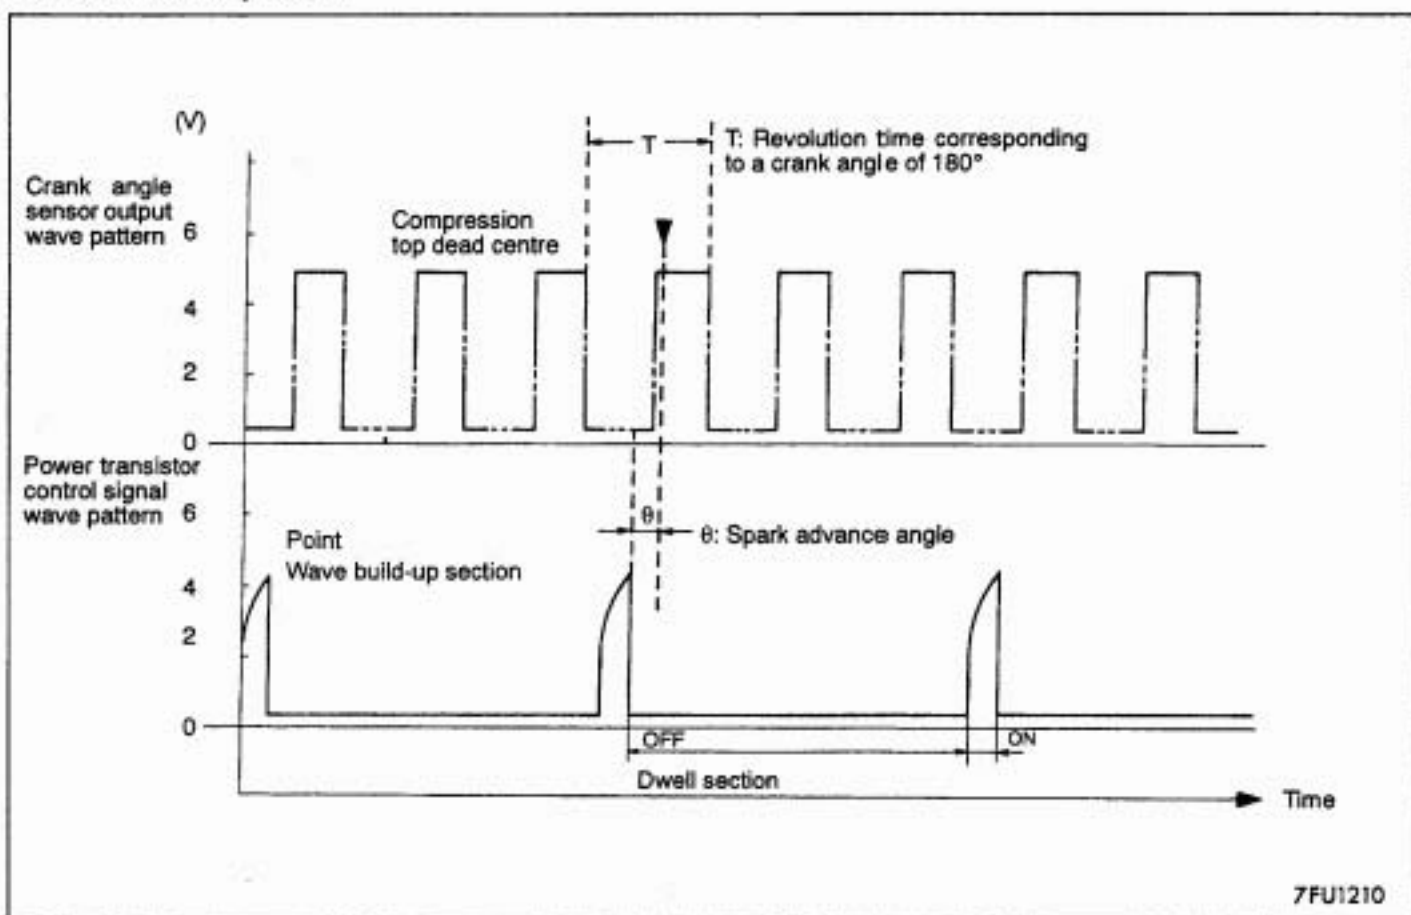 (V)
T
T: Revolution time corresponding
to a crank angle of 180°
Crank angle
sensor output
wave pattern
6
Compression
top dead centre
4
2
0
Power transistor
control signal
wave pattern
6
θ
θ: Spark advance angle
Point
Wave build-up section
4
2
0
OFF
ON
Dwell section
Time
7FU1210